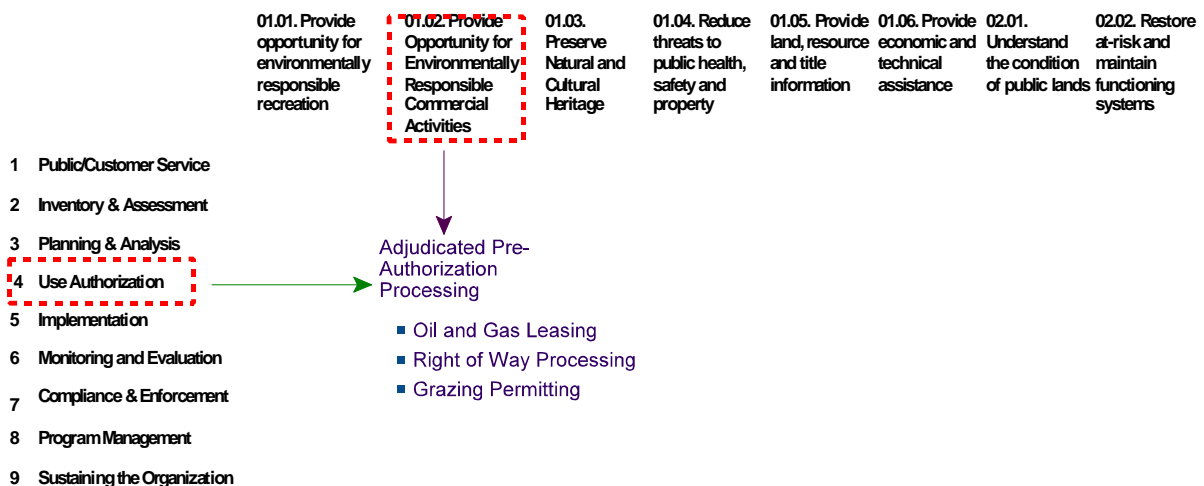 01.01. Provide
opportunity for
environmentally
responsible
recreation
01.02. Provide
Opportunity for
Environmentally
Responsible
Commercial
Activities
01.03.
Preserve
Natural and
Cultural
Heritage
01.04. Reduce
threats to
public health,
safety and
property
01.05. Provide
land, resource
and title
information
01.06. Provide
economic and
technical
assistance
02.01.
Understand
the condition
of public lands
02.02. Restore
at-risk and
maintain
functioning
systems
1 Public/Customer Service
2 Inventory & Assessment
3 Planning & Analysis
4 Use Authorization
5 Implementation
6 Monitoring and Evaluation
7 Compliance & Enforcement
8 Program Management
9 Sustaining the Organization
Adjudicated Pre-
Authorization
Processing
Oil and Gas Leasing
Right of Way Processing
Grazing Permitting